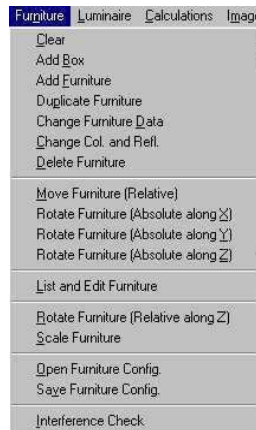 Furniture Luminaire Calculations Imag
Clear
Add Box
Add Furniture
Duplicate Furniture
Change Furniture Data
Change Col. and Refl.
Delete Furniture
Move Furniture (Relative)
Rotate Furniture (Absolute along X)
Rotate Furniture (Absolute along Y)
Rotate Furniture (Absolute along Z)
List and Edit Furniture
Rotate Furniture (Relative along Z)
Scale Furniture
Open Furniture Config.
Save Furniture Config.
Interference Check